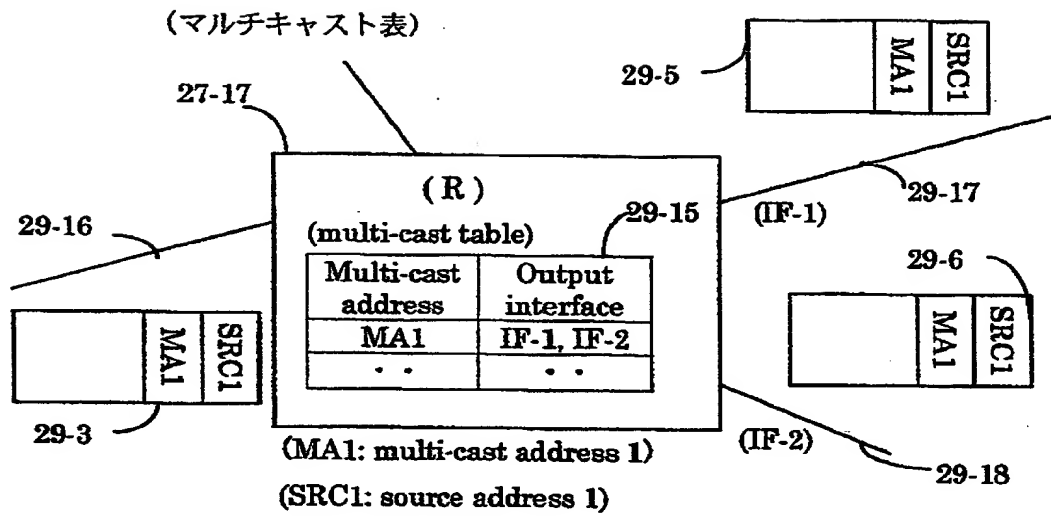 (マルチキャスト表)
27-17
29-5
MA1
SRC1
(R)
29-15
(multi-cast table)
Multi-cast address
Output interface
MA1
IF-1, IF-2
. .
. .
29-16
MA1
SRC1
29-3
(IF-1)
29-17
29-6
MA1
SRC1
(IF-2)
29-18
(MA1: multi-cast address 1)
(SRC1: source address 1)